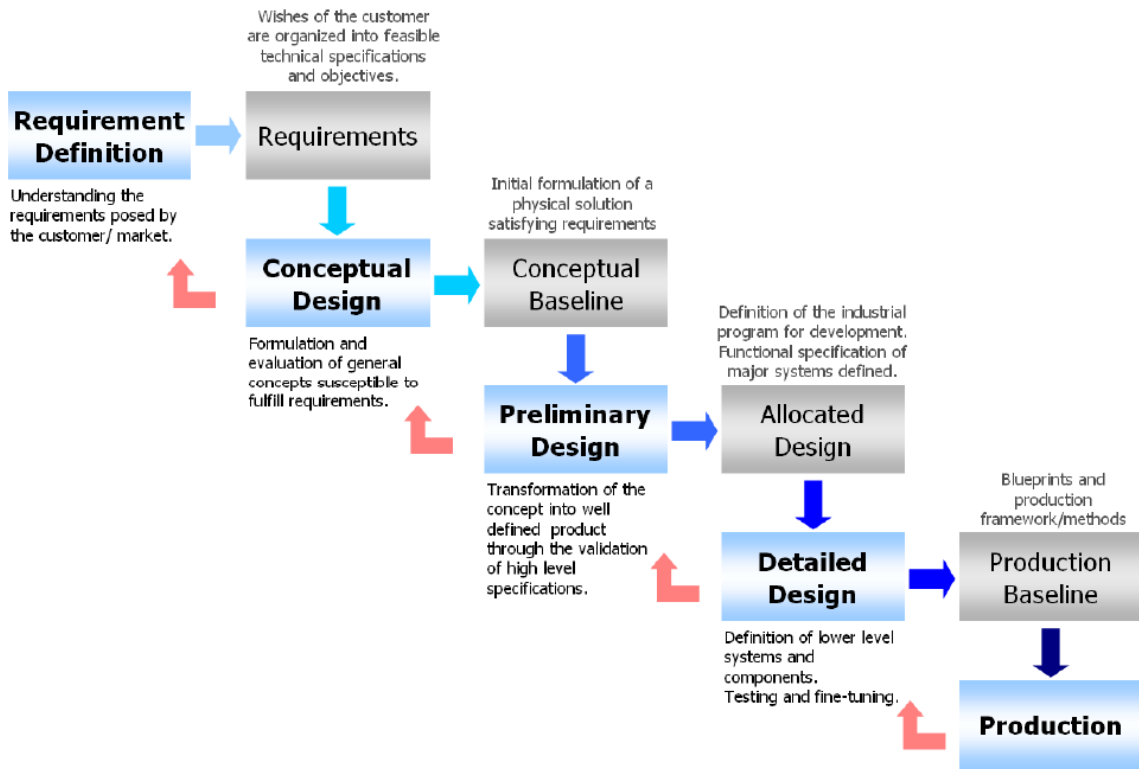 Wishes of the customer
are organized into feasible
technical specifications
and objectives.
Requirement
Definition
Requirements
Understanding the
requirements posed by
the customer/ market.
Initial formulation of a
physical solution
satisfying requirements
Conceptual
Design
Conceptual
Baseline
Formulation and
evaluation of general
concepts susceptible to
fulfill requirements.
Definition of the industrial
program for development.
Functional specification of
major systems defined.
Preliminary
Design
Allocated
Design
Transformation of the
concept into well
defined product
through the validation
of high level
specifications.
Blueprints and
production
framework/methods
Detailed
Design
Production
Baseline
Definition of lower level
systems and
components.
Testing and fine-tuning.
Production